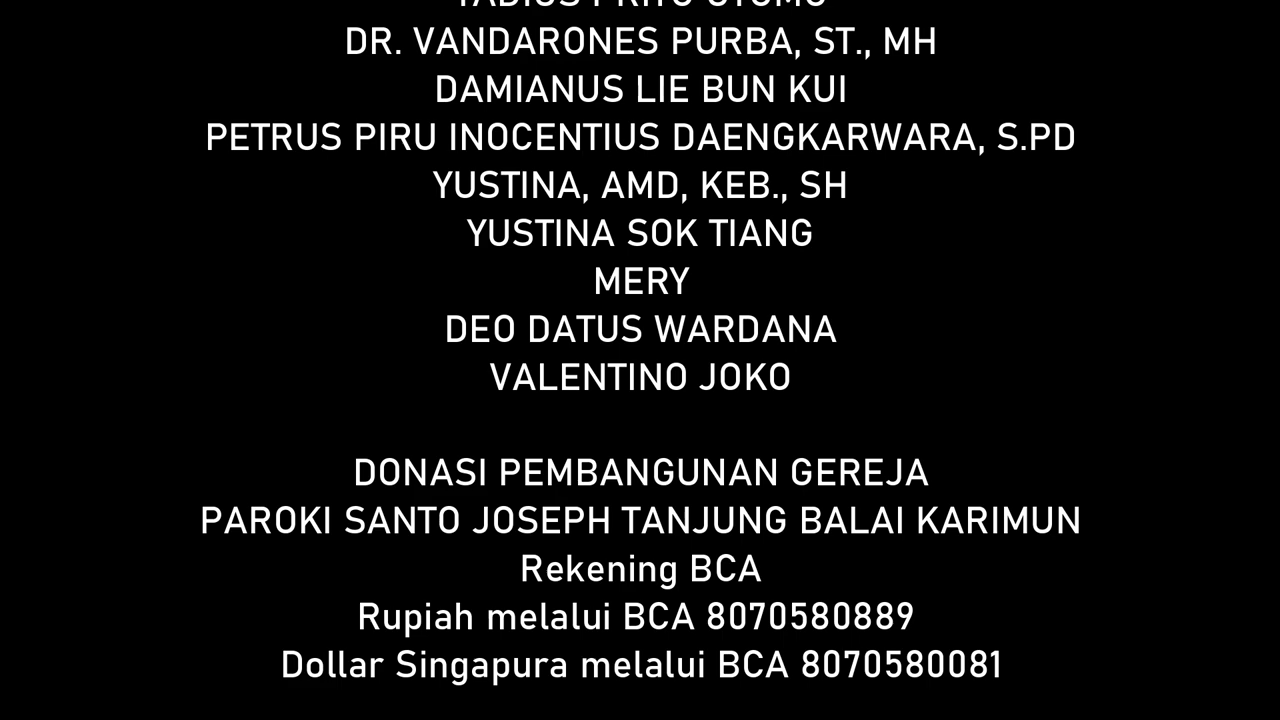 DR. VANDARONES PURBA, ST., MH
DAMIANUS LIE BUN KUI
PETRUS PIRU INOCENTIUS DAENGKARWARA, S.PD
YUSTINA, AMD, KEB., SH
YUSTINA SOK TIANG
MERY
DEO DATUS WARDANA
VALENTINO JOKO
DONASI PEMBANGUNAN GEREJA
PAROKI SANTO JOSEPH TANJUNG BALAI KARIMUN
Rekening BCA
Rupiah melalui BCA 8070580889
Dollar Singapura melalui BCA 8070580081